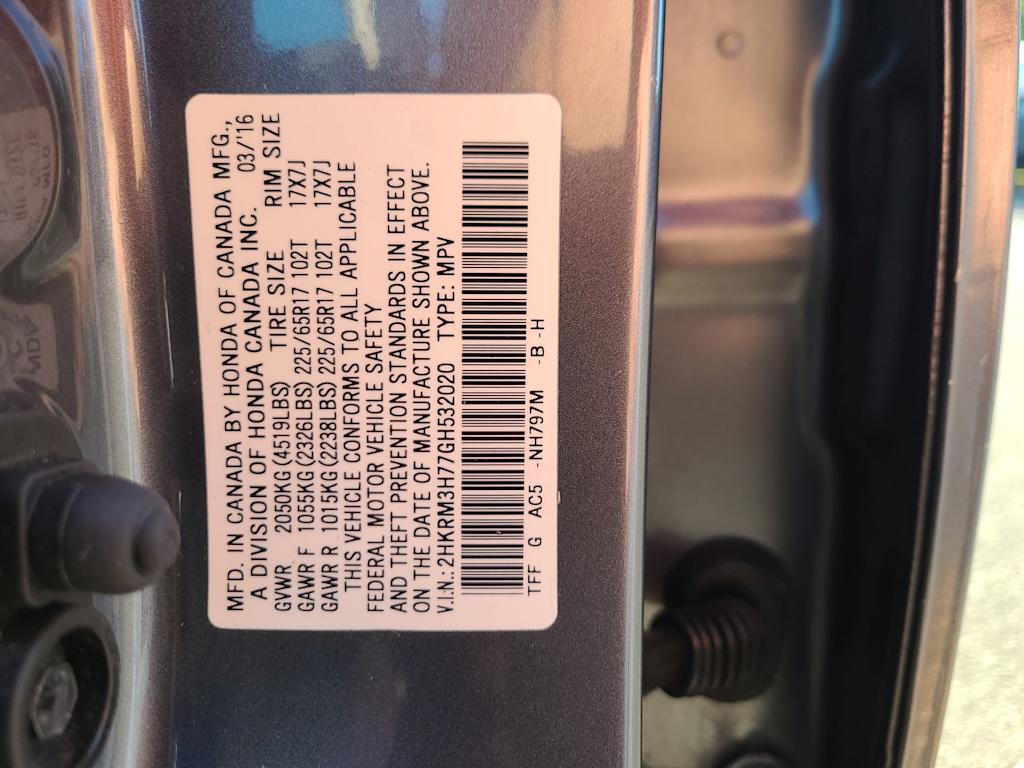 MFD. IN CANADA BY HONDA OF CANADA MFG.,
A DIVISION OF HONDA CANADA INC. 03/'16
GVWR 2050KG (4519LBS) TIRE SIZE RIM SIZE
GAWR F 1055KG (2326LBS) 225/65R17 102T 17X7J
GAWR R 1015KG (2238LBS) 225/65R17 102T 17X7J
THIS VEHICLE CONFORMS TO ALL APPLICABLE
FEDERAL MOTOR VEHICLE SAFETY
AND THEFT PREVENTION STANDARDS IN EFFECT
ON THE DATE OF MANUFACTURE SHOWN ABOVE.
V.I.N.:2HKRM3H77GH532020 TYPE: MPV
TFF G AC5 -NH797M -B -H
MDV